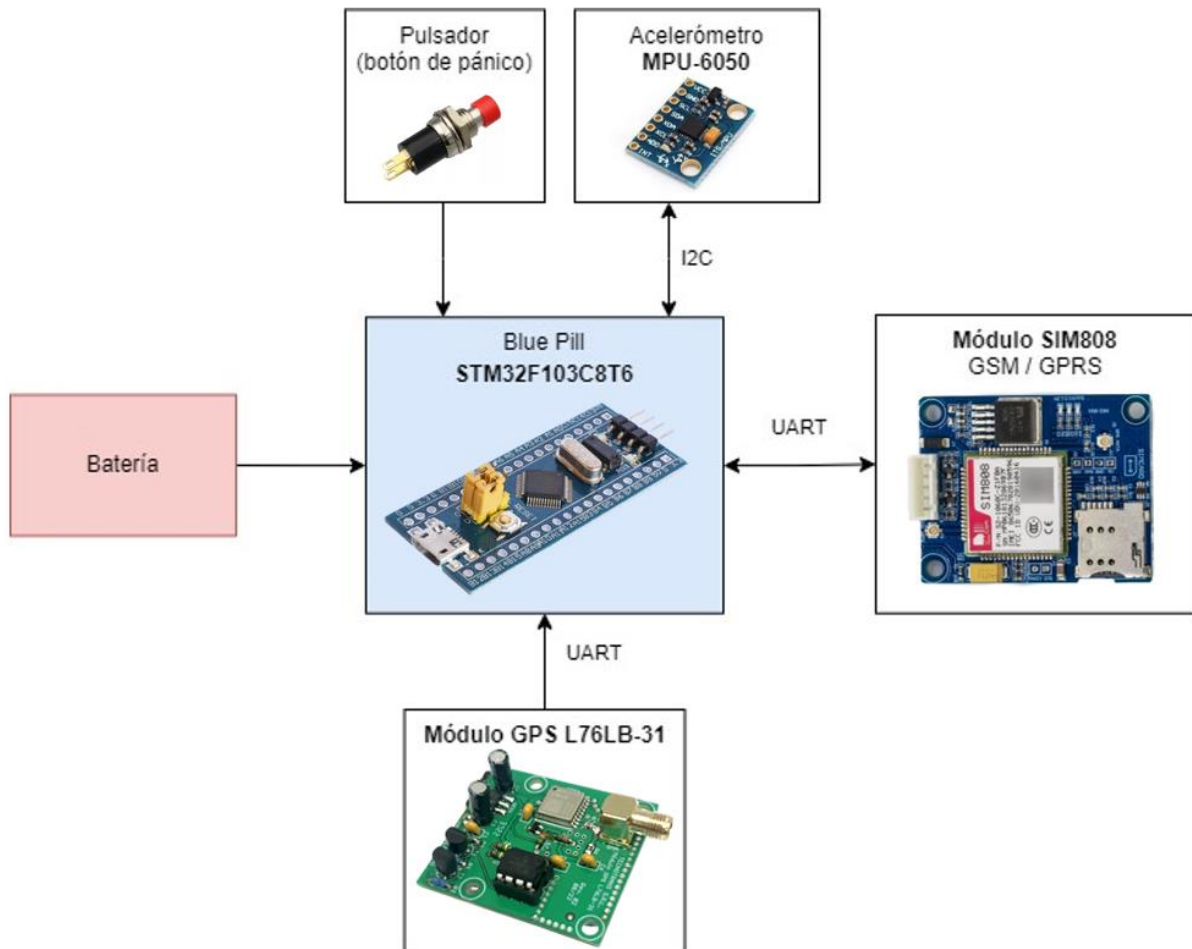 Pulsador
(botón de pánico)
Acelerómetro
MPU-6050
I2C
Blue Pill
STM32F103C8T6
Módulo SIM808
GSM / GPRS
Batería
UART
SIM808
UART
Módulo GPS L76LB-31